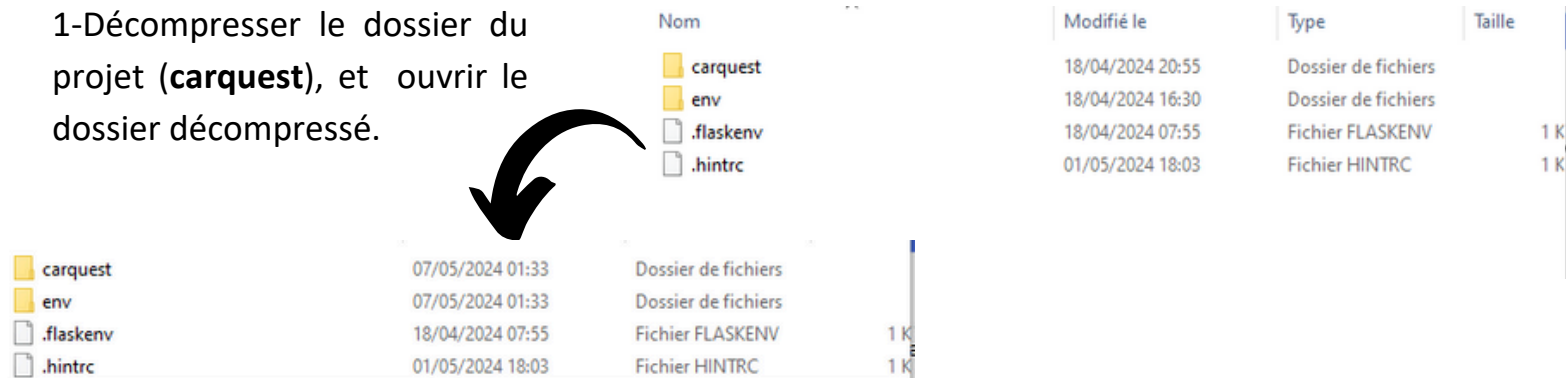 1-Décompresser le dossier du
projet (carquest), et ouvrir le
dossier décompressé.
Nom Modifié le Type Taille
carquest 18/04/2024 20:55 Dossier de fichiers
env 18/04/2024 16:30 Dossier de fichiers
.flaskenv 18/04/2024 07:55 Fichier FLASKENV 1 K
.hintrc 01/05/2024 18:03 Fichier HINTRC 1 K
carquest 07/05/2024 01:33 Dossier de fichiers
env 07/05/2024 01:33 Dossier de fichiers
.flaskenv 18/04/2024 07:55 Fichier FLASKENV 1 K
.hintrc 01/05/2024 18:03 Fichier HINTRC 1 K